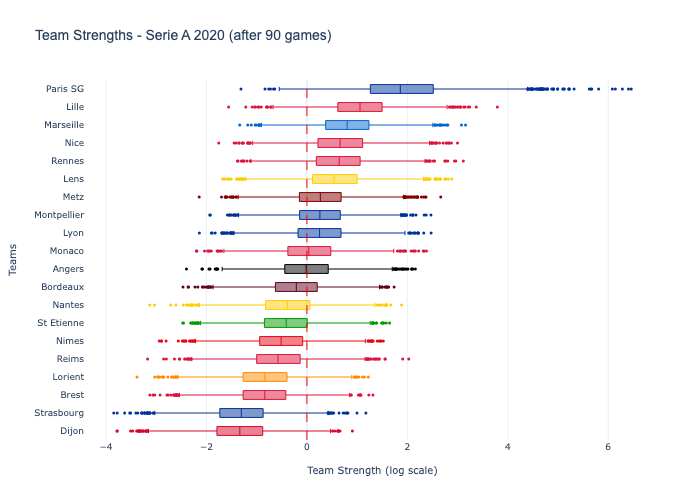 Team Strengths - Serie A 2020 (after 90 games)
Paris SG
Lille
Marseille
Nice
Rennes
Lens
Metz
Montpellier
Lyon
Monaco
Angers
Bordeaux
Nantes
St Etienne
Nimes
Reims
Lorient
Brest
Strasbourg
Dijon
Teams
−4 −2 0 2 4 6
Team Strength (log scale)